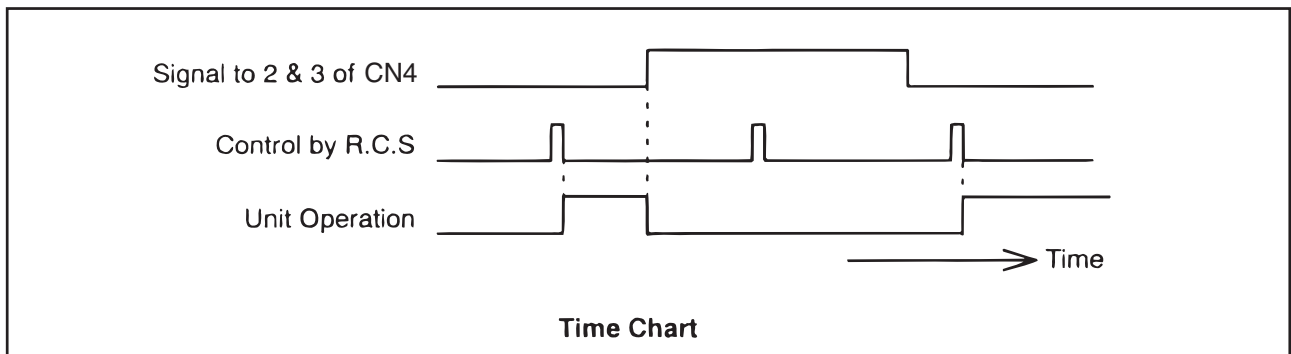 Signal to 2 & 3 of CN4
Control by R.C.S
Unit Operation
Time
Time Chart